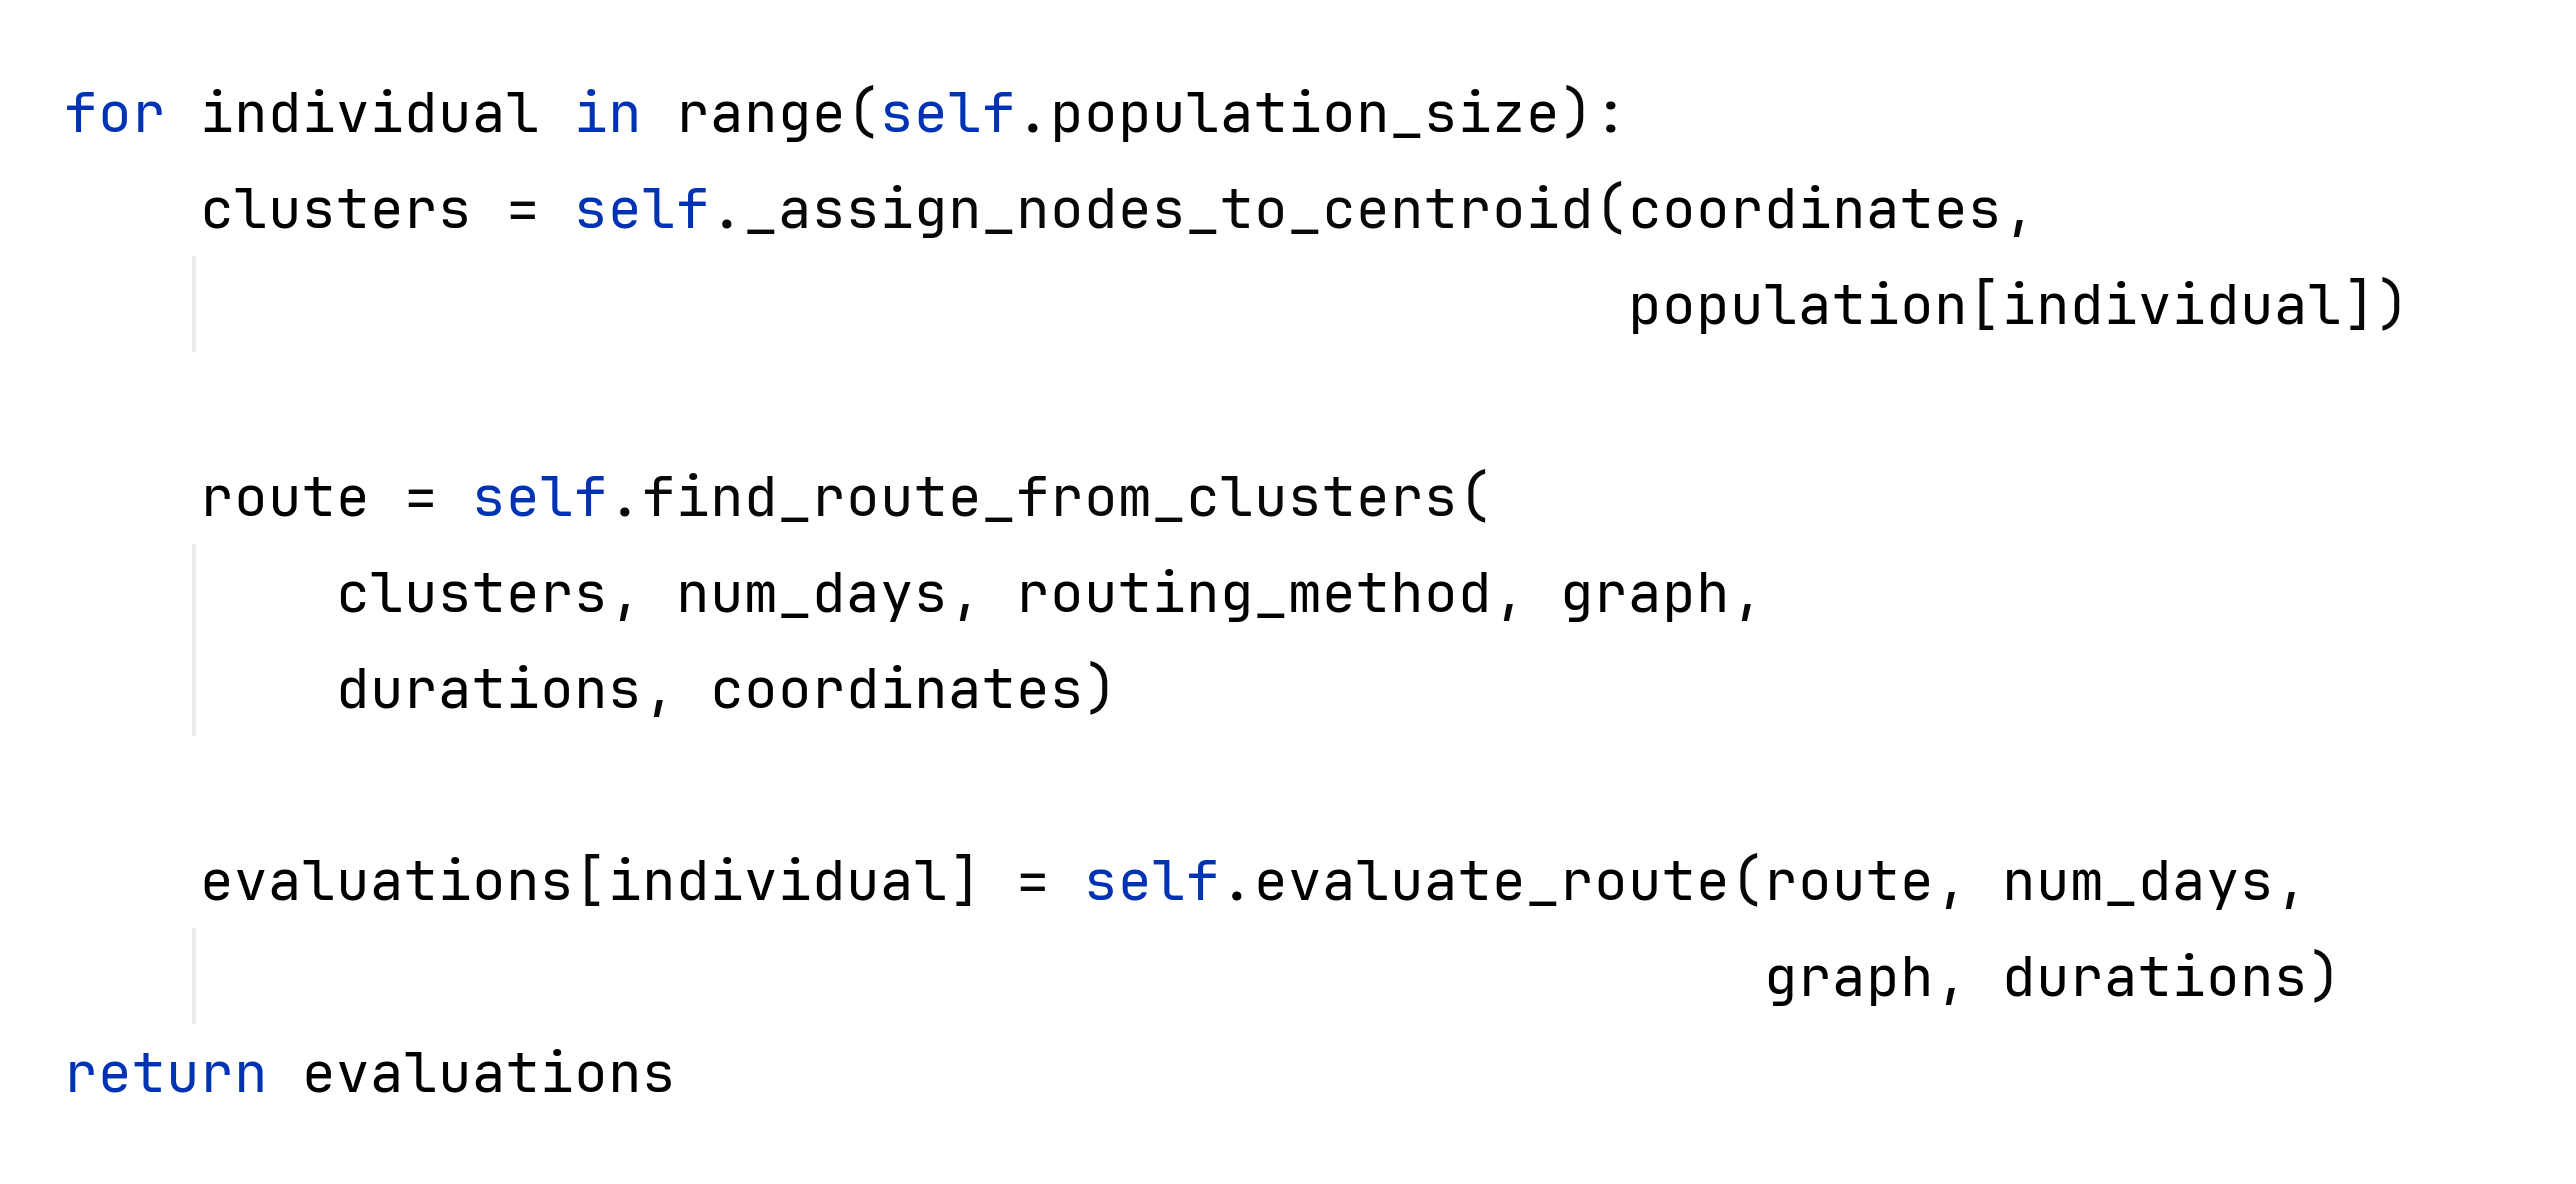 for individual in range(self.population_size):
    clusters = self._assign_nodes_to_centroid(coordinates,
                                              population[individual])

    route = self.find_route_from_clusters(
        clusters, num_days, routing_method, graph,
        durations, coordinates)

    evaluations[individual] = self.evaluate_route(route, num_days,
                                                  graph, durations)
return evaluations